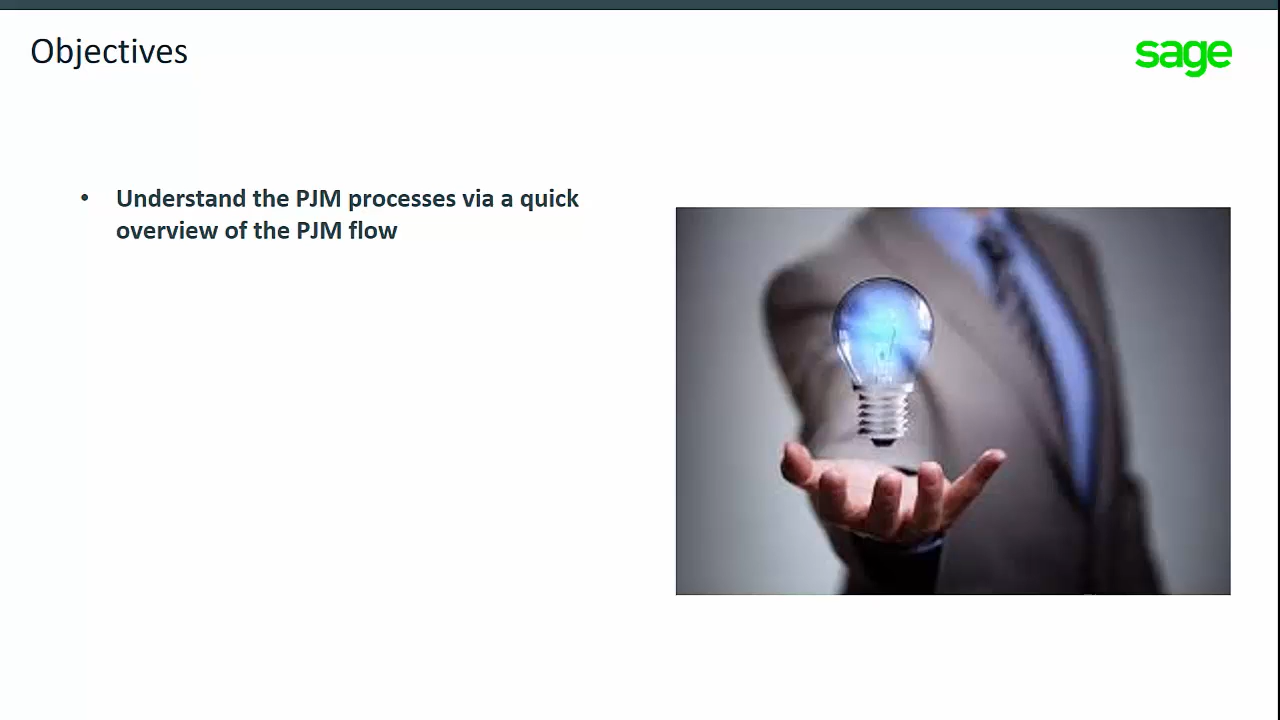 Objectives
sage
• Understand the PJM processes via a quick
overview of the PJM flow